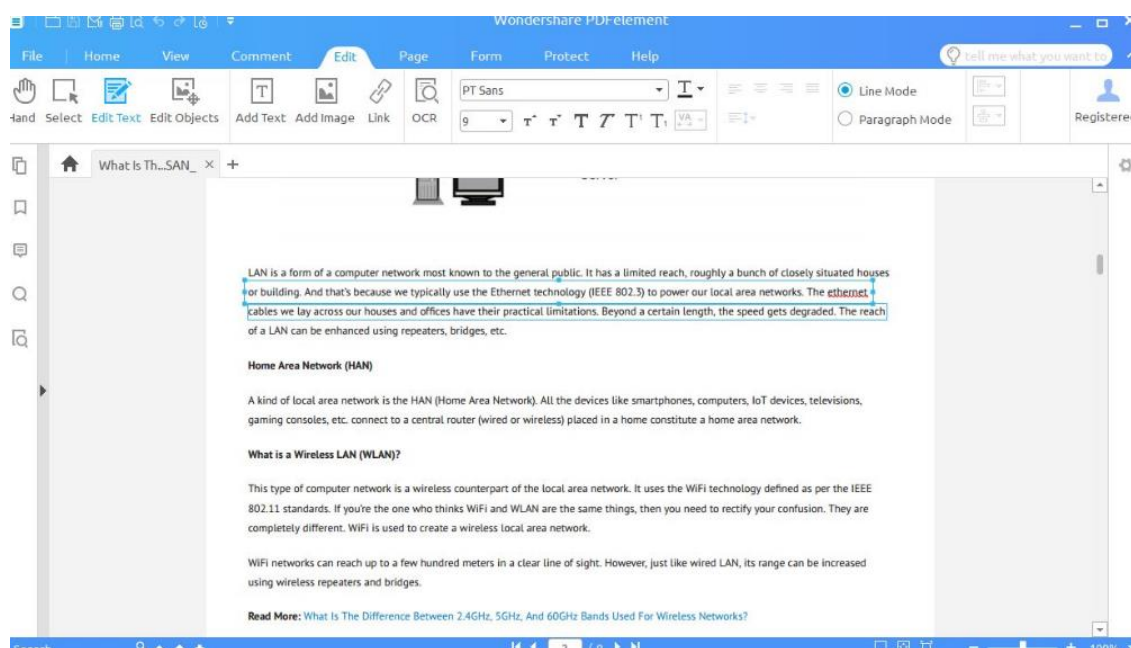 Wondershare PDFelement
File Home View Comment Edit Page Form Protect Help tell me what you want to
Hand Select Edit Text Edit Objects Add Text Add Image Link OCR
PT Sans
9
Line Mode
Paragraph Mode
Registered
What Is Th...SAN_
LAN is a form of a computer network most known to the general public. It has a limited reach, roughly a bunch of closely situated houses
or building. And that's because we typically use the Ethernet technology (IEEE 802.3) to power our local area networks. The ethernet
cables we lay across our houses and offices have their practical limitations. Beyond a certain length, the speed gets degraded. The reach
of a LAN can be enhanced using repeaters, bridges, etc.
Home Area Network (HAN)
A kind of local area network is the HAN (Home Area Network). All the devices like smartphones, computers, IoT devices, televisions,
gaming consoles, etc. connect to a central router (wired or wireless) placed in a home constitute a home area network.
What is a Wireless LAN (WLAN)?
This type of computer network is a wireless counterpart of the local area network. It uses the WiFi technology defined as per the IEEE
802.11 standards. If you're the one who thinks WiFi and WLAN are the same things, then you need to rectify your confusion. They are
completely different. WiFi is used to create a wireless local area network.
WiFi networks can reach up to a few hundred meters in a clear line of sight. However, just like wired LAN, its range can be increased
using wireless repeaters and bridges.
Read More: What Is The Difference Between 2.4GHz, 5GHz, And 60GHz Bands Used For Wireless Networks?